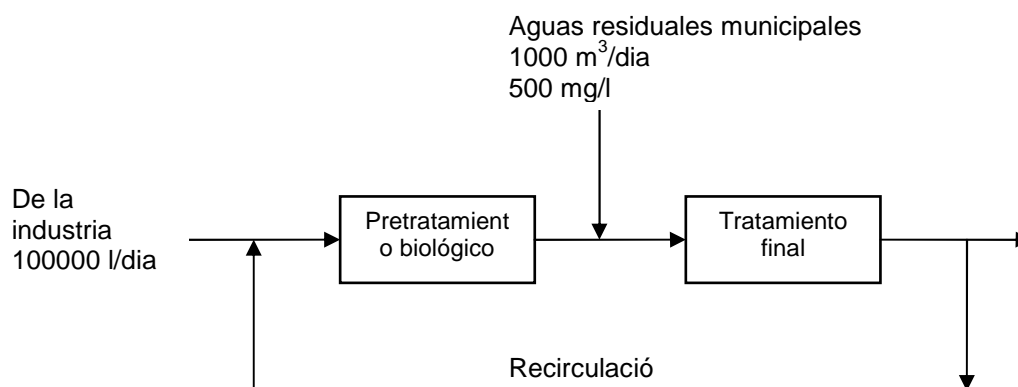 Aguas residuales municipales
1000 m³/dia
500 mg/l
De la
industria
100000 l/dia
Pretratamient
o biológico
Tratamiento
final
Recirculació